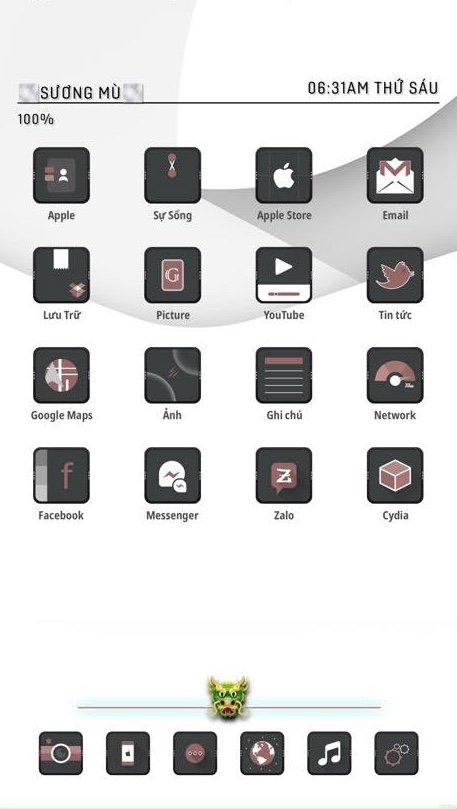 SƯƠNG MÙ 06:31AM THỨ SÁU
100%
Apple Sự Sống Apple Store Email
Lưu Trữ Picture YouTube Tin tức
Google Maps Ảnh Ghi chú Network
Facebook Messenger Zalo Cydia